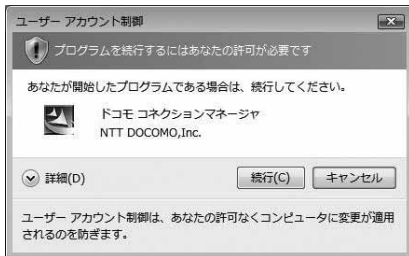 ユーザー アカウント制御
プログラムを続行するにはあなたの許可が必要です
あなたが開始したプログラムである場合は、続行してください。
ドコモ コネクションマネージャ
NTT DOCOMO,Inc.
詳細(D)
続行(C)
キャンセル
ユーザー アカウント制御は、あなたの許可なくコンピュータに変更が適用
されるのを防ぎます。